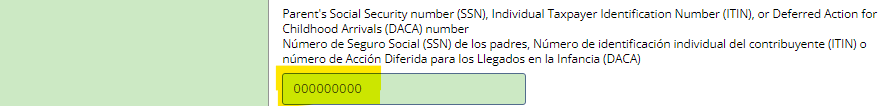 Parent's Social Security number (SSN), Individual Taxpayer Identification Number (ITIN), or Deferred Action for
Childhood Arrivals (DACA) number
Número de Seguro Social (SSN) de los padres, Número de identificación individual del contribuyente (ITIN) o
número de Acción Diferida para los Llegados en la Infancia (DACA)
000000000